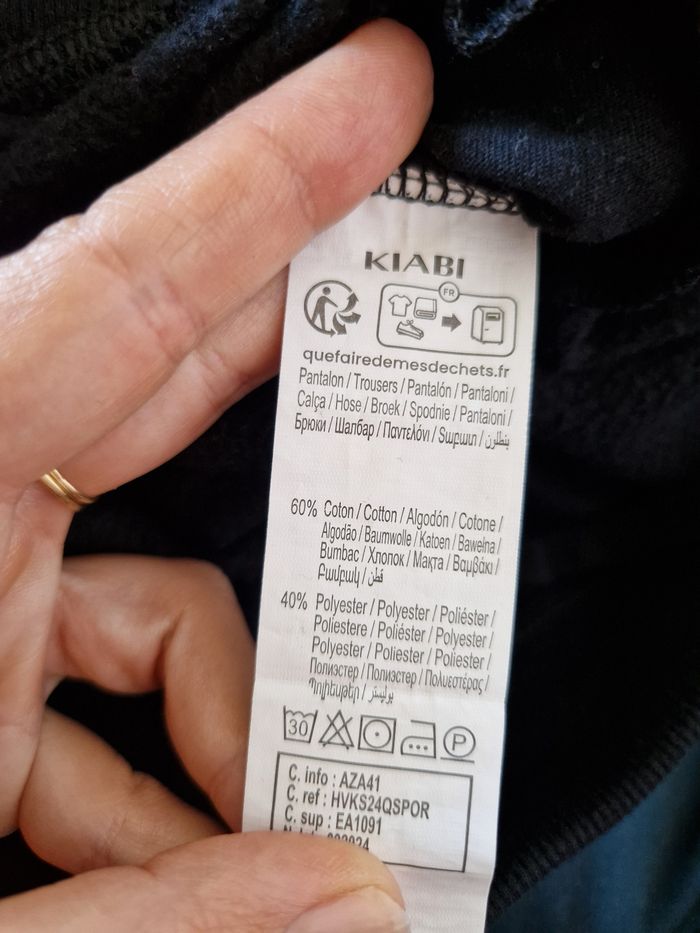 KIABI
FR
quefairedemesdechets.fr
Pantalon / Trousers / Pantalón / Pantaloni /
Calça / Hose / Broek / Spodnie / Pantaloni /
Брюки / Шалбар / Παντελόνι / Տաբատ / بنطلون
60% Coton / Cotton / Algodón / Cotone /
Algodão / Baumwolle / Katoen / Bawełna /
Bumbac / Хлопок / Мақта / Βαμβάκι /
Բամբակ / قطن
40% Polyester / Polyester / Poliéster /
Poliestere / Poliéster / Polyester /
Polyester / Poliester / Poliester /
Полиэстер / Полиэстер / Πολυεστέρας /
Պոլիեսթեր / بوليستر
30
P
C. info : AZA41
C. ref : HVKS24QSPOR
C. sup : EA1091